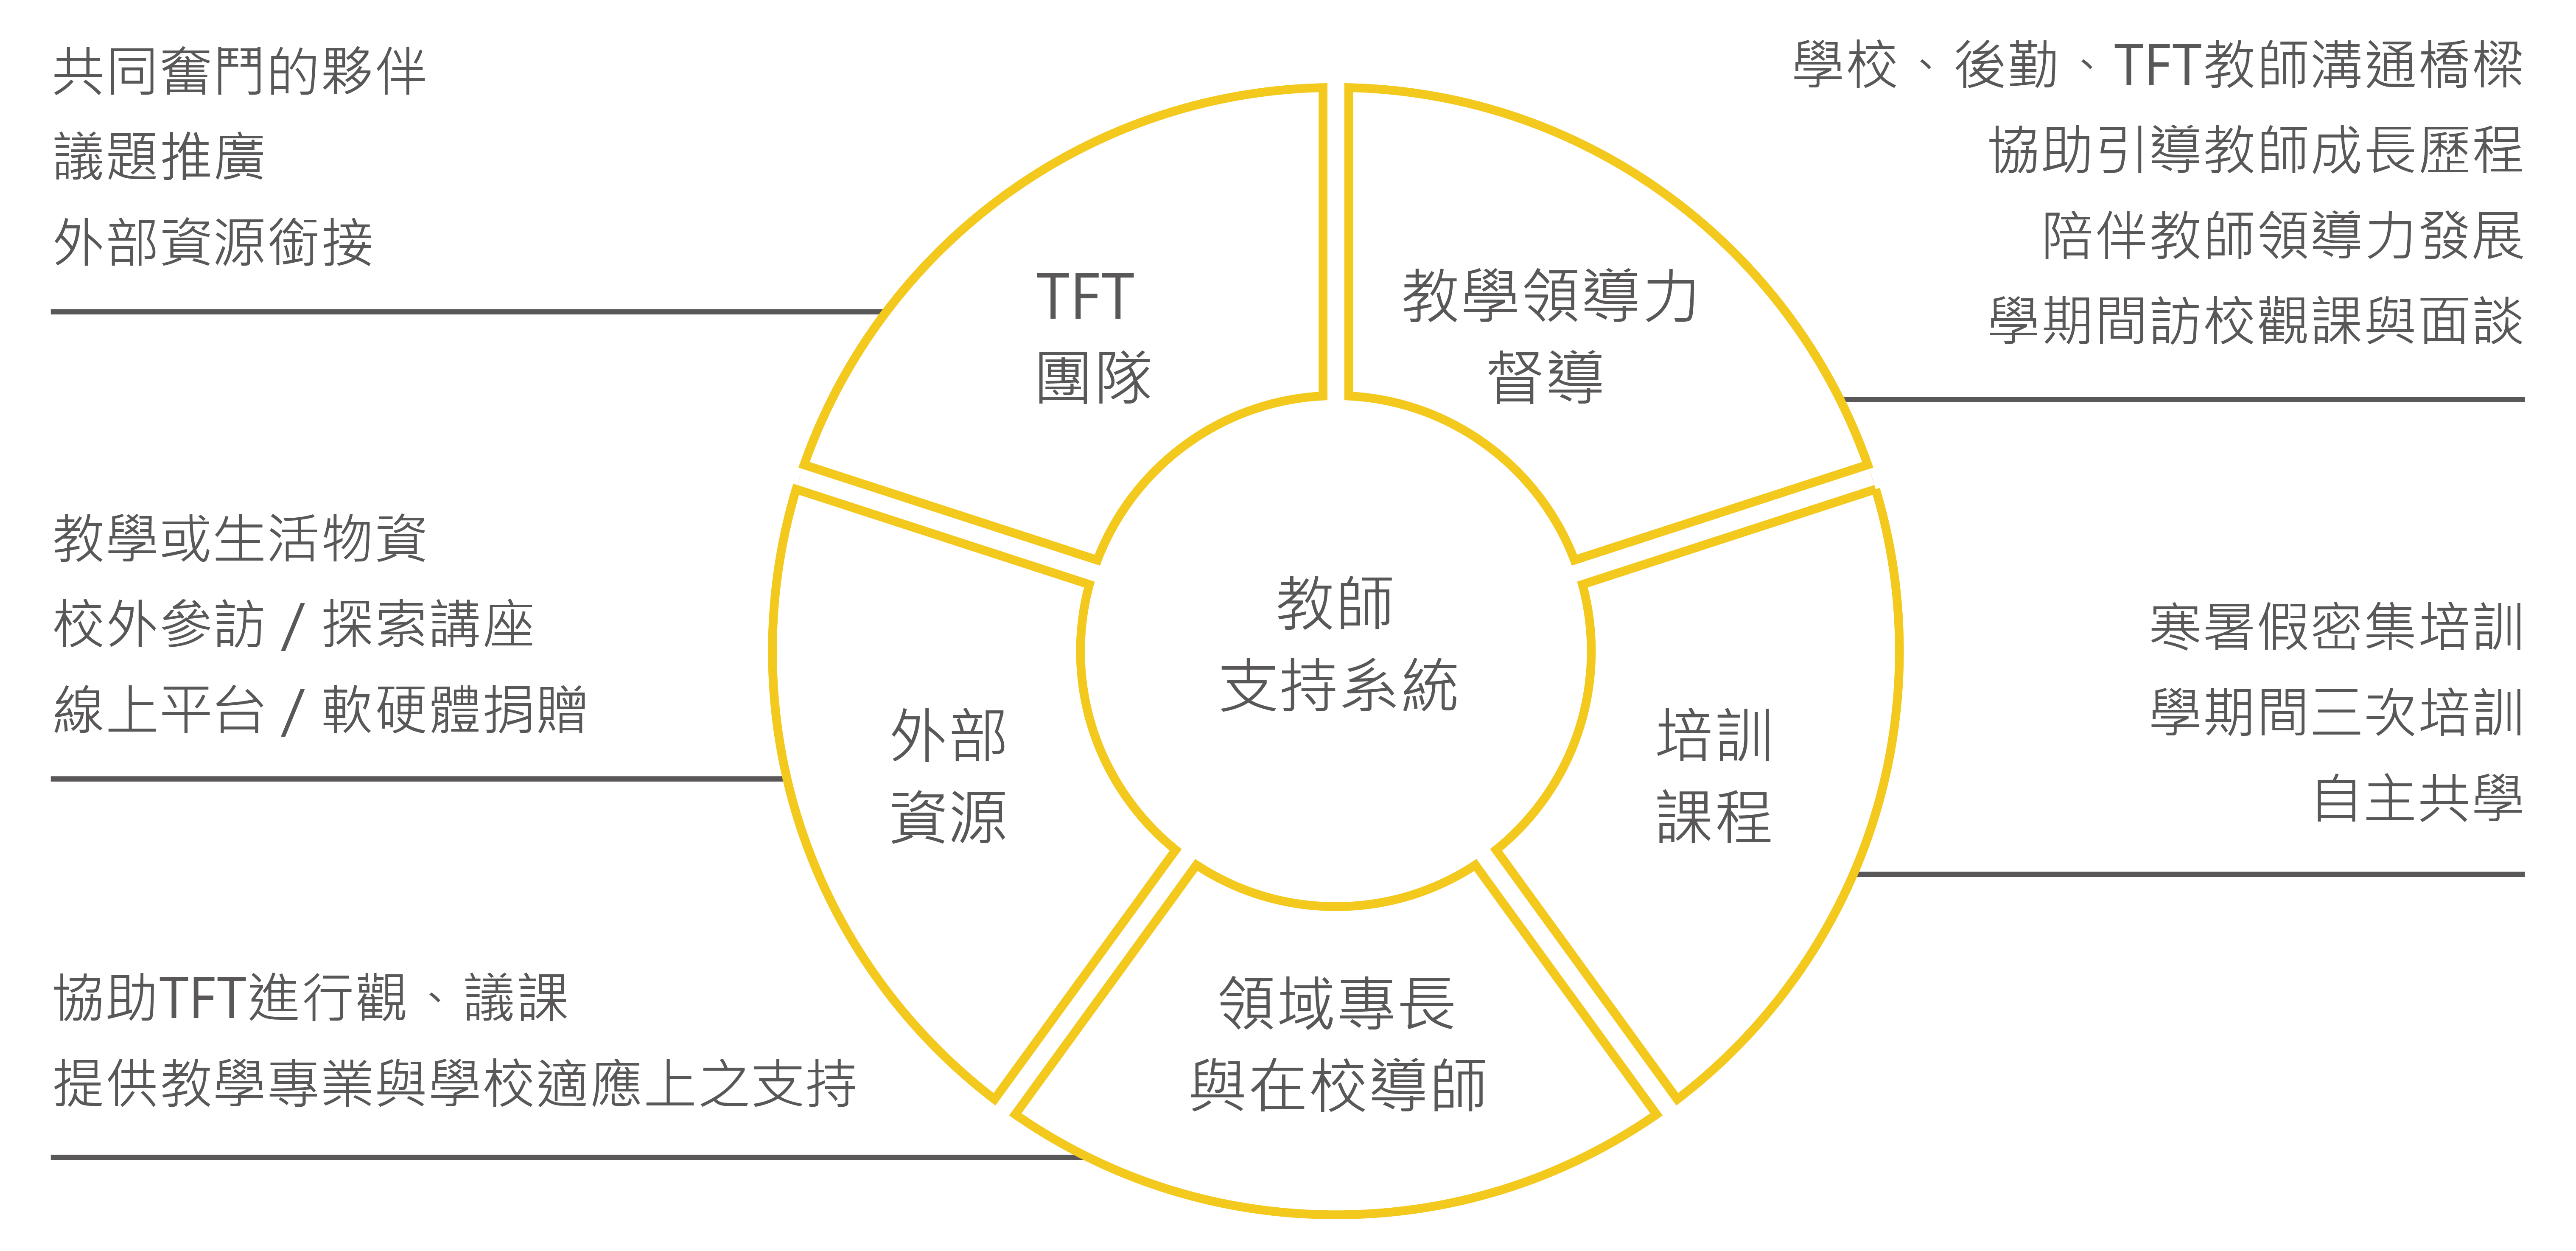 共同奮鬥的夥伴
議題推廣
外部資源銜接
學校、後勤、TFT教師溝通橋樑
協助引導教師成長歷程
陪伴教師領導力發展
學期間訪校觀課與面談
TFT
團隊
教學領導力
督導
教師
支持系統
教學或生活物資
校外參訪 / 探索講座
線上平台 / 軟硬體捐贈
外部
資源
培訓
課程
寒暑假密集培訓
學期間三次培訓
自主共學
協助TFT進行觀、議課
提供教學專業與學校適應上之支持
領域專長
與在校導師